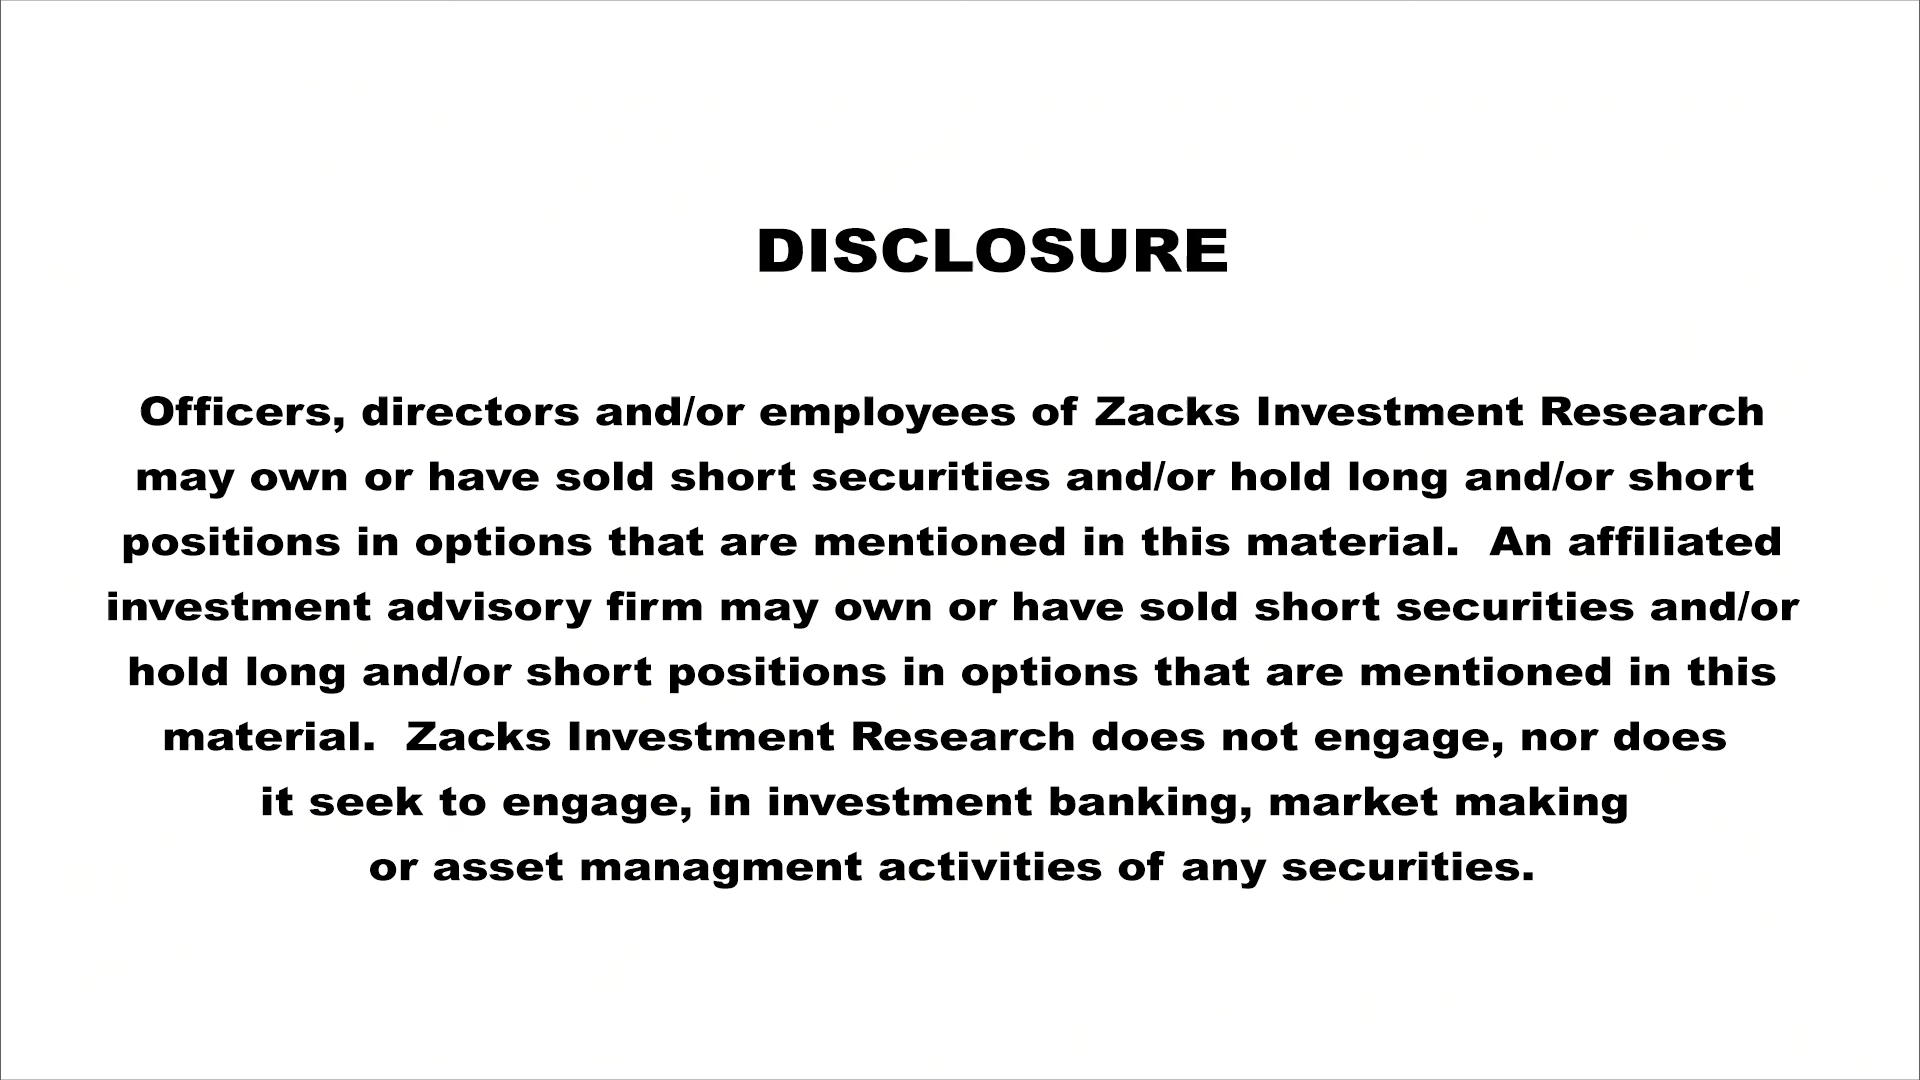 DISCLOSURE
Officers, directors and/or employees of Zacks Investment Research
may own or have sold short securities and/or hold long and/or short
positions in options that are mentioned in this material.  An affiliated
investment advisory firm may own or have sold short securities and/or
hold long and/or short positions in options that are mentioned in this
material.  Zacks Investment Research does not engage, nor does
it seek to engage, in investment banking, market making
or asset managment activities of any securities.